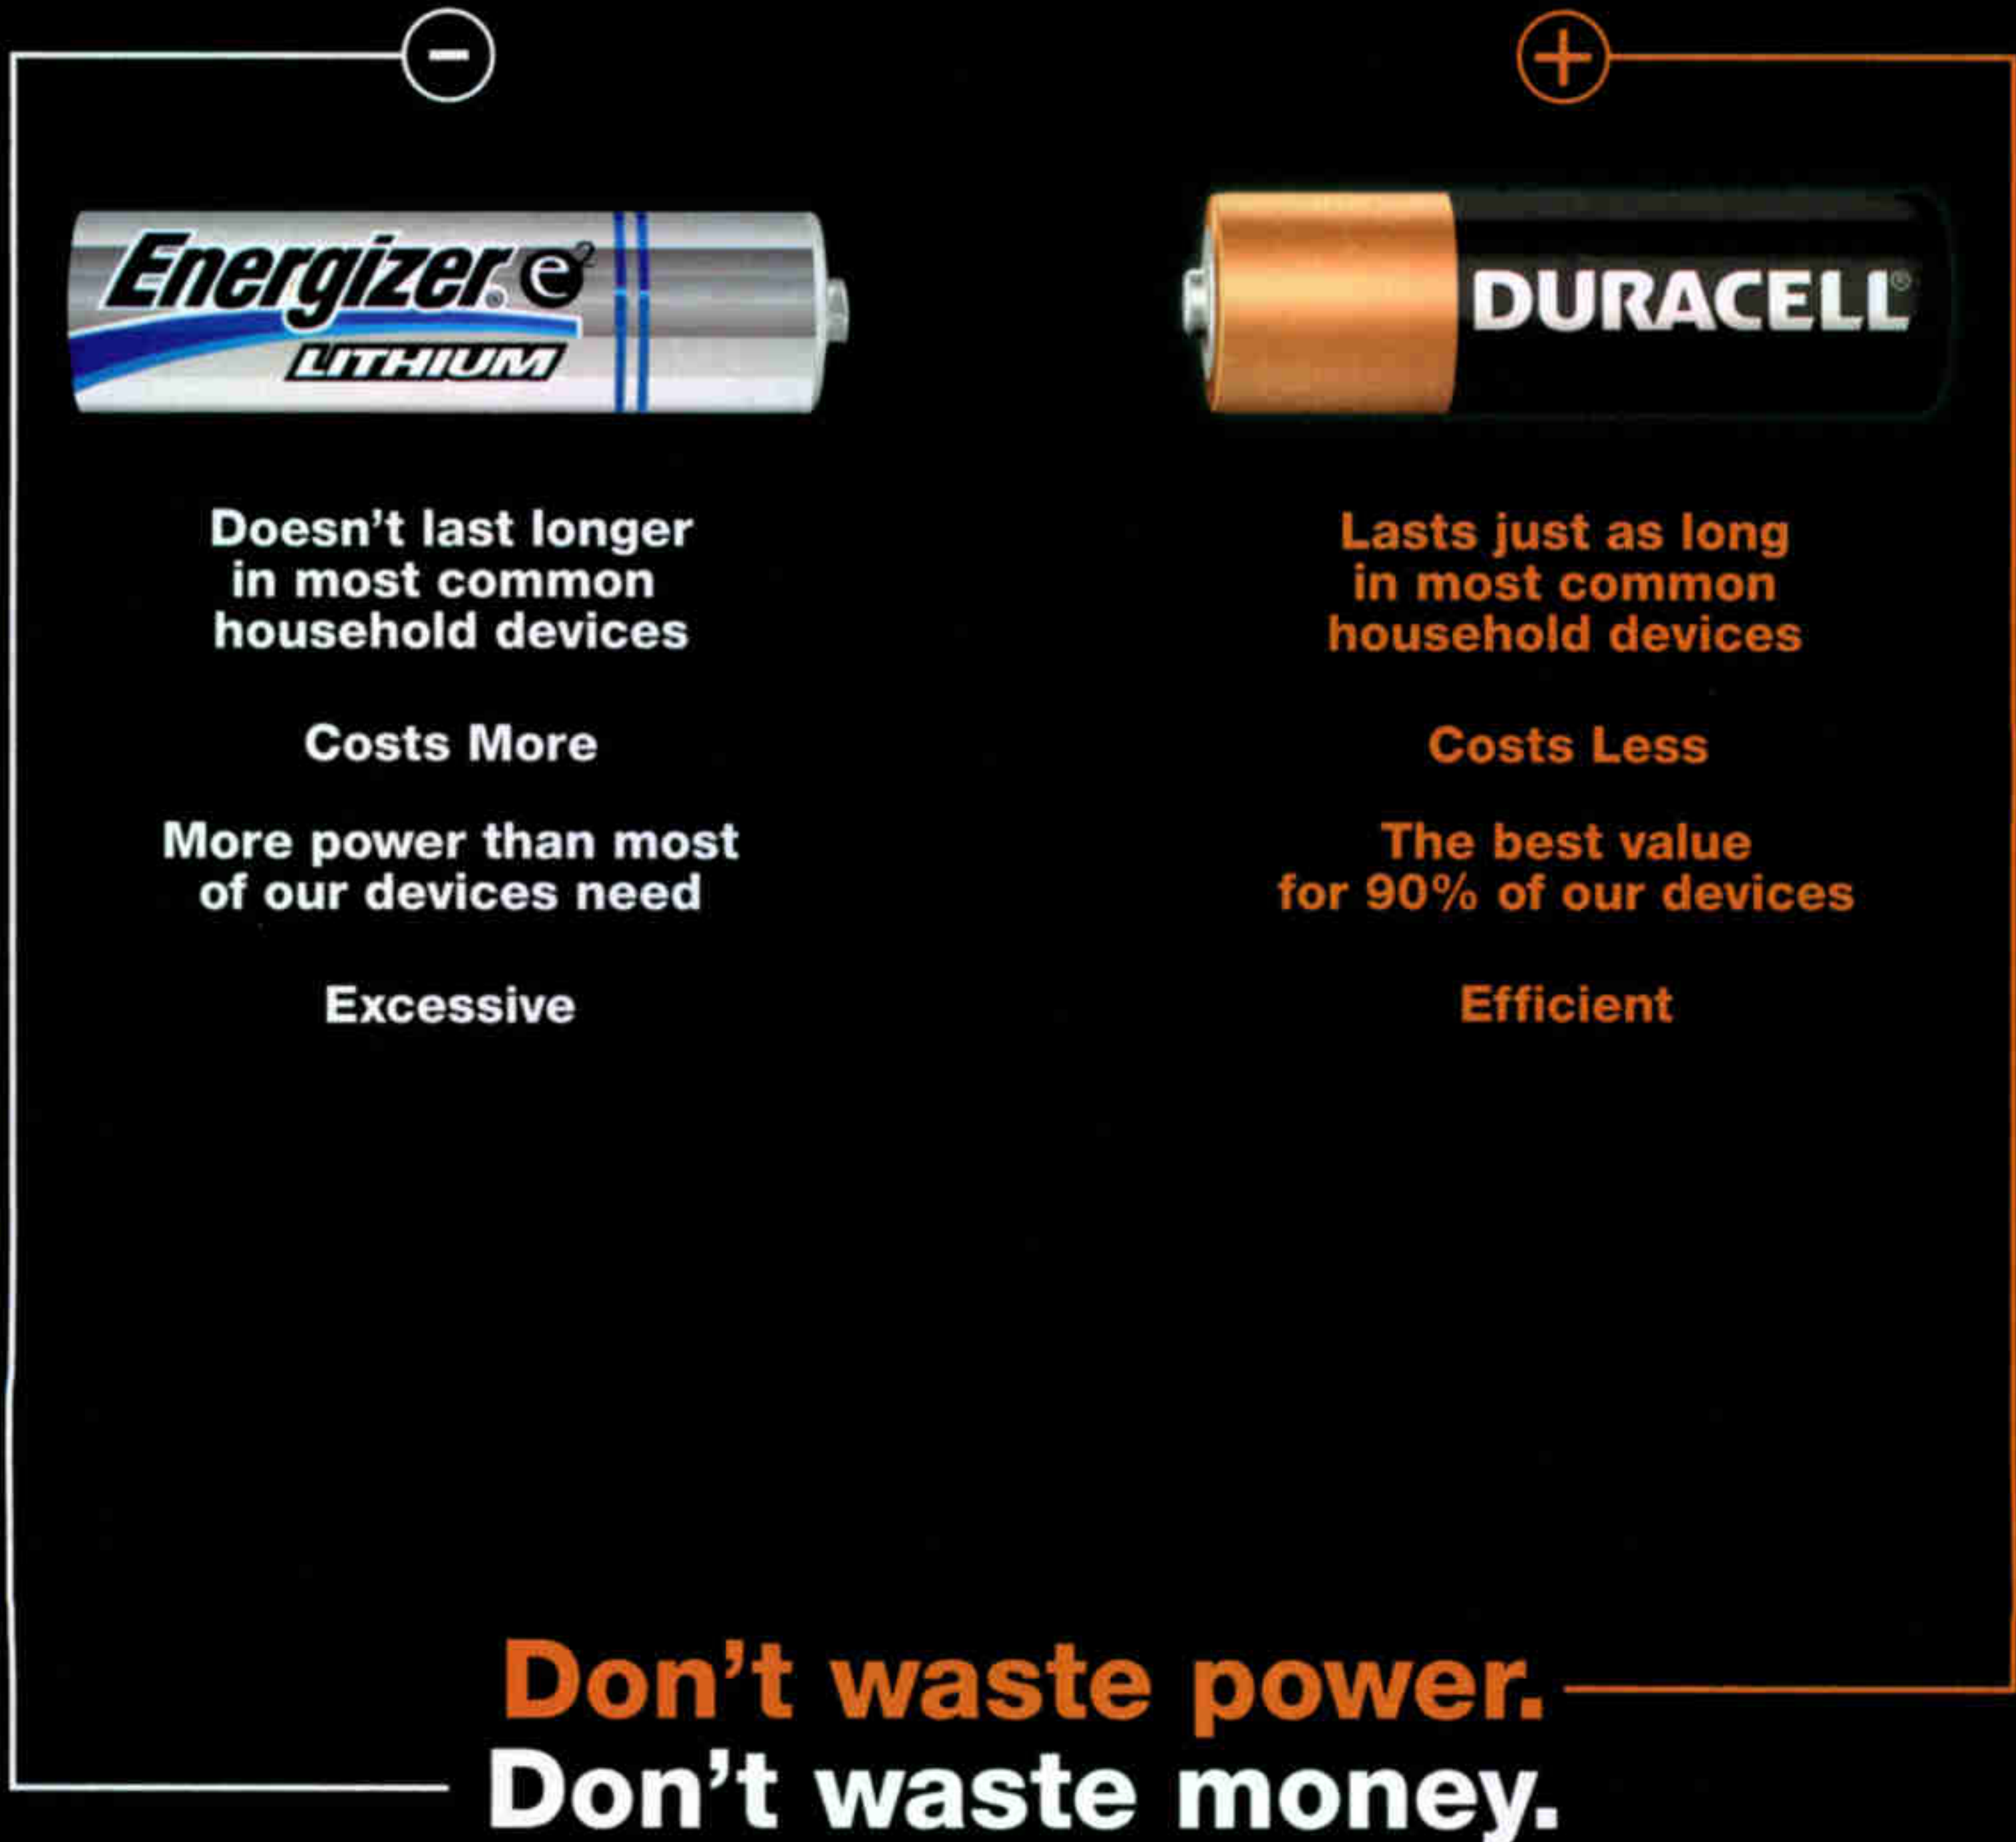 −
+
Energizer® e²
LITHIUM
DURACELL®
Doesn't last longer
in most common
household devices
Costs More
More power than most
of our devices need
Excessive
Lasts just as long
in most common
household devices
Costs Less
The best value
for 90% of our devices
Efficient
Don't waste power.
Don't waste money.